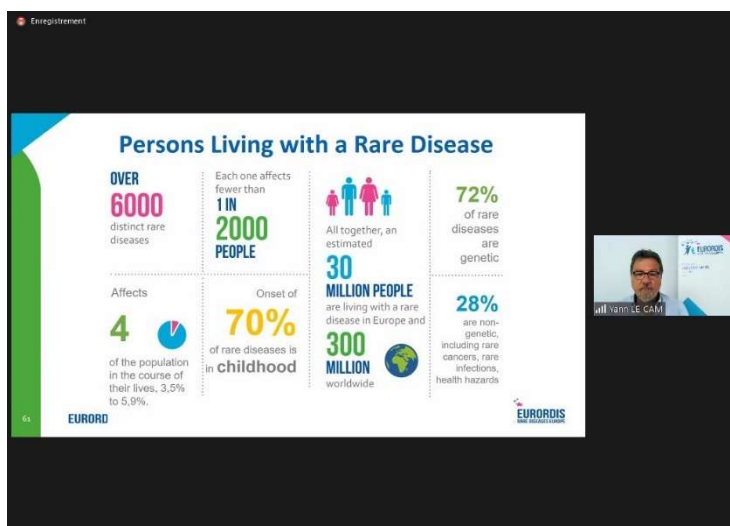 Enregistrement
Persons Living with a Rare Disease
OVER
6000
distinct rare
diseases
Each one affects
fewer than
1 IN
2000
PEOPLE
All together, an
estimated
30
MILLION PEOPLE
are living with a rare
disease in Europe and
300
MILLION
worldwide
72%
of rare
diseases
are
genetic
Affects
4
of the population
in the course of
their lives, 3,5%
to 5,9%.
Onset of
70%
of rare diseases is
in childhood
28%
are non-
genetic,
including rare
cancers, rare
infections,
health hazards
EURORD
EURORDIS
RARE DISEASES EUROPE
EURORDIS
Yann LE CAM